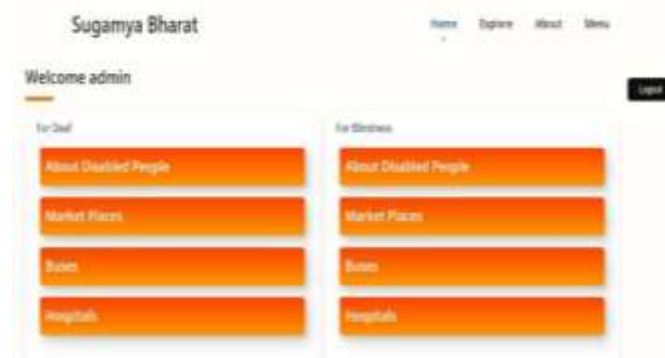 Sugamya Bharat
Home Explore About Menu
Welcome admin
Logout
For Deaf
About Disabled People
Market Places
Buses
Hospitals
For Blindness
About Disabled People
Market Places
Buses
Hospitals